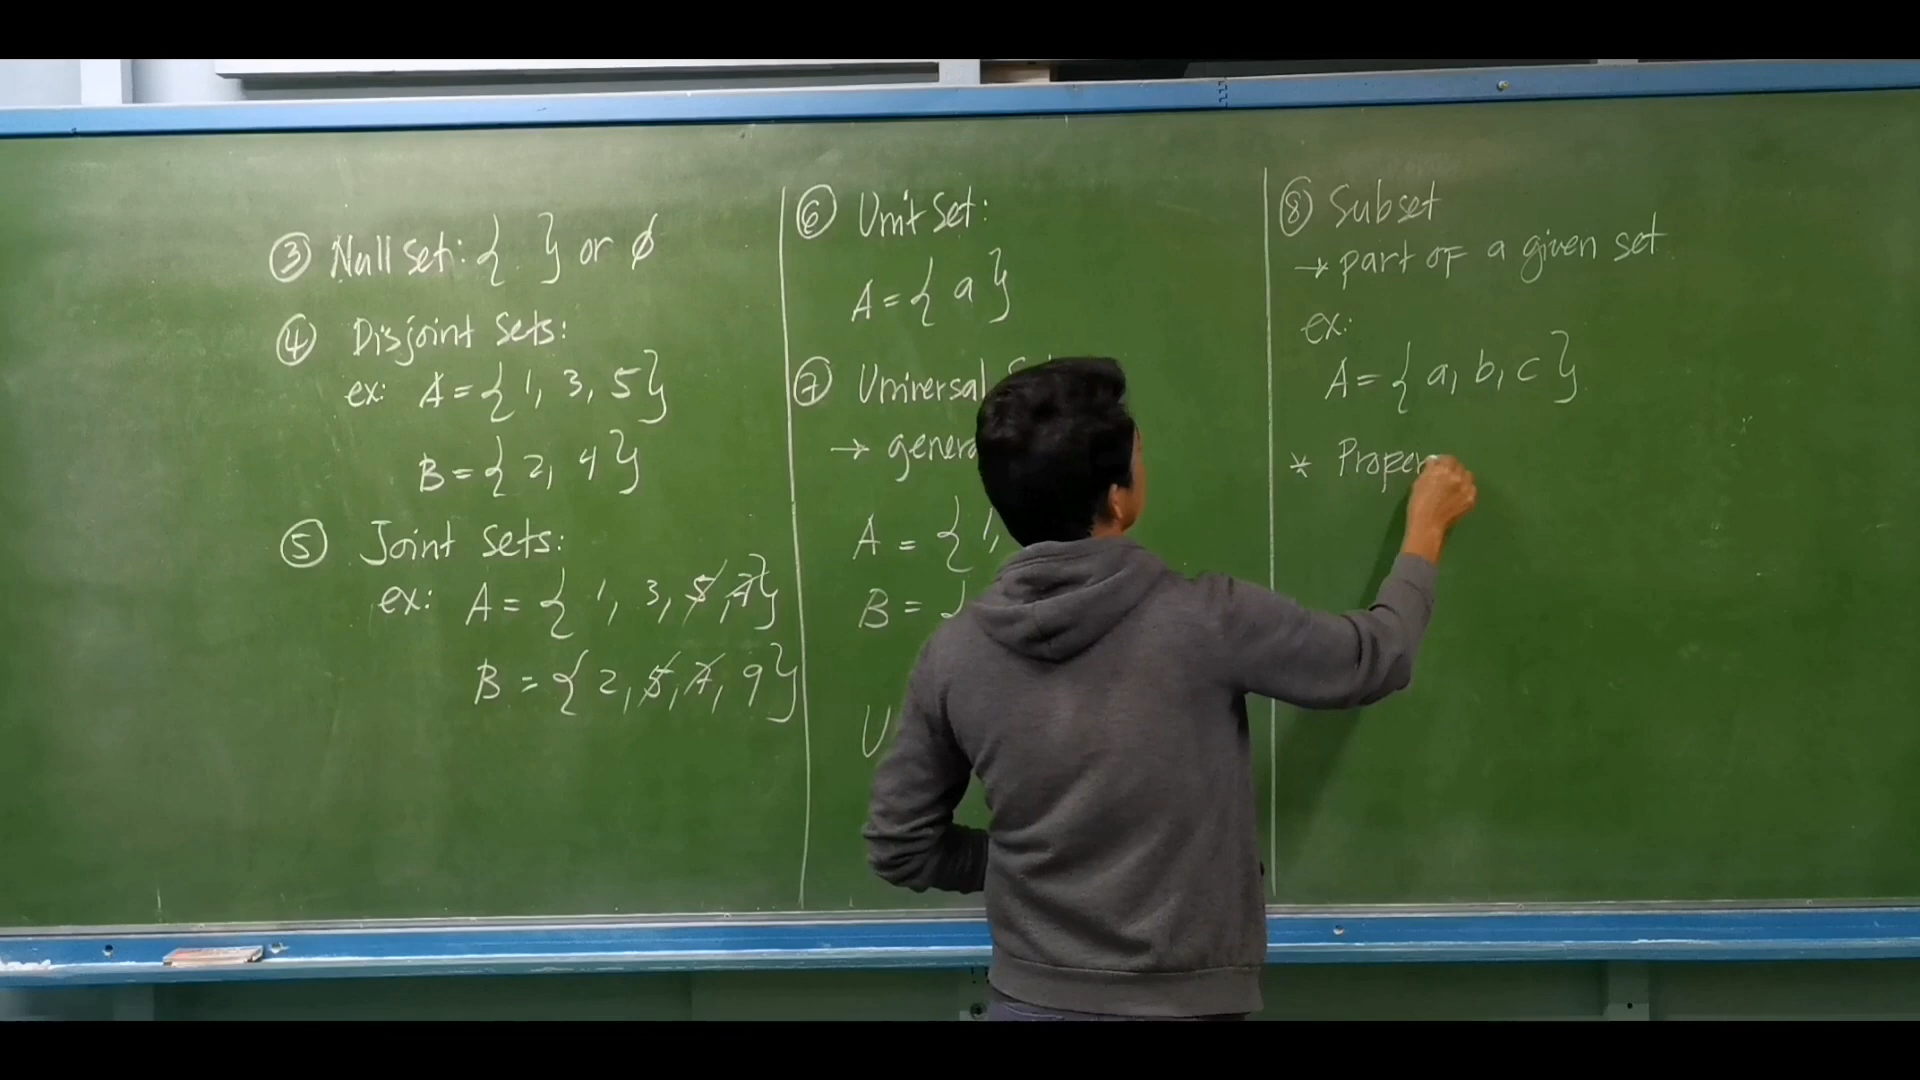 ③ Null set: { } or ∅
④ Disjoint Sets:
ex: A = { 1, 3, 5}
B = { 2, 4 }
⑤ Joint Sets:
ex: A = { 1, 3, 5, 7}
B = { 2, 5, 7, 9}
⑥ Unit Set:
A = { a }
⑦ Universal
→
A = { 1,
B = {
U
⑧ Subset
→ part of a given set
ex:
A = { a, b, c }
* Proper